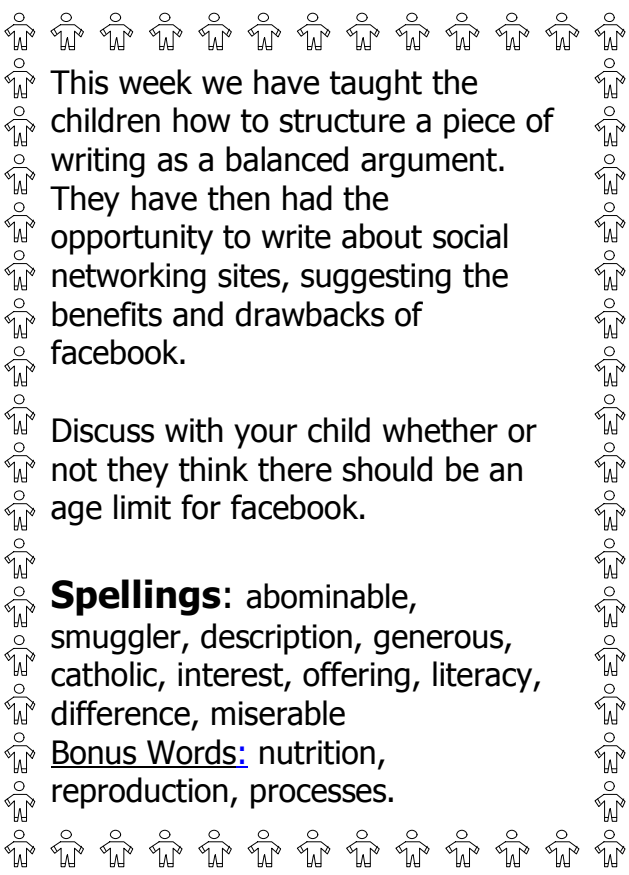 This week we have taught the
children how to structure a piece of
writing as a balanced argument.
They have then had the
opportunity to write about social
networking sites, suggesting the
benefits and drawbacks of
facebook.
Discuss with your child whether or
not they think there should be an
age limit for facebook.
Spellings: abominable,
smuggler, description, generous,
catholic, interest, offering, literacy,
difference, miserable
Bonus Words: nutrition,
reproduction, processes.